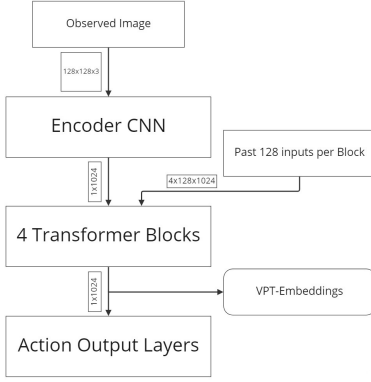 Observed Image
128x128x3
Encoder CNN
Past 128 inputs per Block
1x1024
4x128x1024
4 Transformer Blocks
1x1024
VPT-Embeddings
Action Output Layers